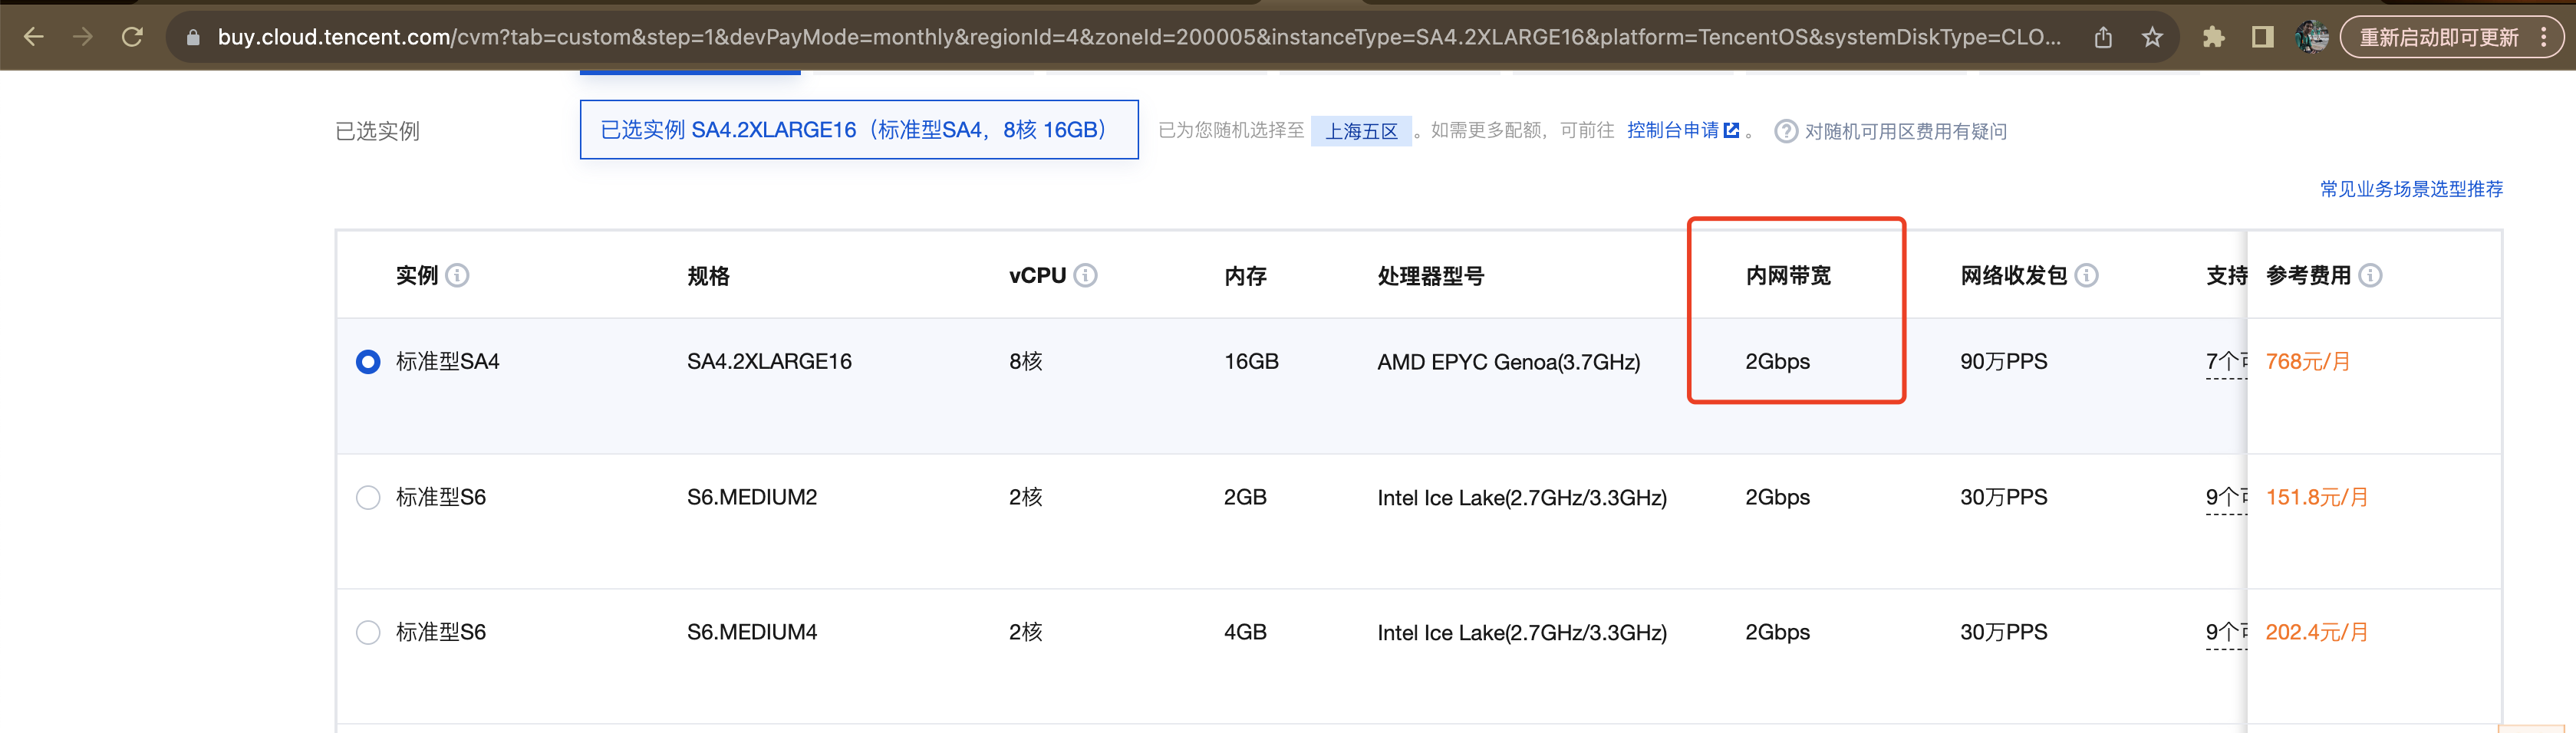 buy.cloud.tencent.com/cvm?tab=custom&step=1&devPayMode=monthly&regionId=4&zoneId=200005&instanceType=SA4.2XLARGE16&platform=TencentOS&systemDiskType=CLO...
重新启动即可更新
已选实例 已选实例 SA4.2XLARGE16（标准型SA4，8核 16GB） 已为您随机选择至 上海五区 。如需更多配额，可前往 控制台申请 。 对随机可用区费用有疑问
常见业务场景选型推荐
实例 规格 vCPU 内存 处理器型号 内网带宽 网络收发包 支持 参考费用
标准型SA4 SA4.2XLARGE16 8核 16GB AMD EPYC Genoa(3.7GHz) 2Gbps 90万PPS 7个 768元/月
标准型S6 S6.MEDIUM2 2核 2GB Intel Ice Lake(2.7GHz/3.3GHz) 2Gbps 30万PPS 9个 151.8元/月
标准型S6 S6.MEDIUM4 2核 4GB Intel Ice Lake(2.7GHz/3.3GHz) 2Gbps 30万PPS 9个 202.4元/月